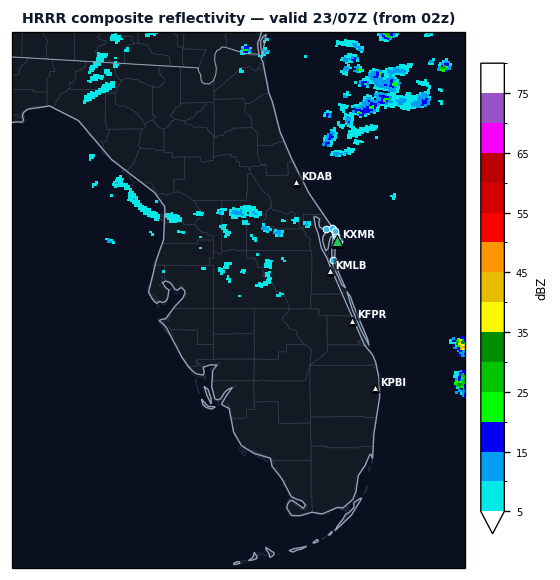 HRRR composite reflectivity — valid 23/07Z (from 02z)
KDAB
KXMR
KMLB
KFPR
KPBI
75
65
55
45
35
25
15
5
dBZ